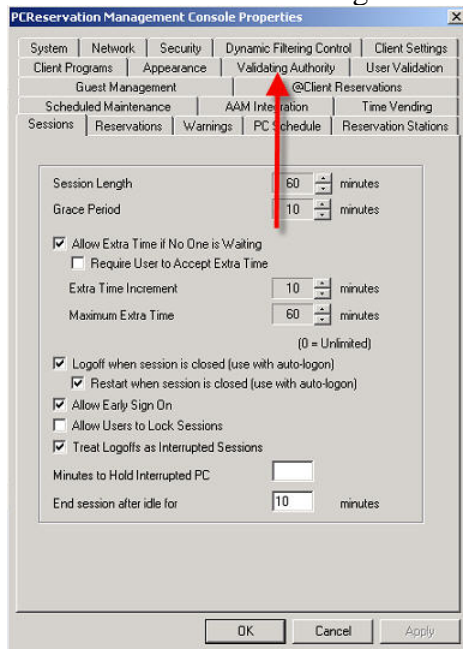 PCReservation Management Console Properties
System Network Security Dynamic Filtering Control Client Settings
Client Programs Appearance Validating Authority User Validation
Guest Management @Client Reservations
Scheduled Maintenance AAM Integration Time Vending
Sessions Reservations Warnings PC Schedule Reservation Stations
Session Length 60 minutes
Grace Period 10 minutes
Allow Extra Time if No One is Waiting
Require User to Accept Extra Time
Extra Time Increment 10 minutes
Maximum Extra Time 60 minutes
(0 = Unlimited)
Logoff when session is closed (use with auto-logon)
Restart when session is closed (use with auto-logon)
Allow Early Sign On
Allow Users to Lock Sessions
Treat Logoffs as Interrupted Sessions
Minutes to Hold Interrupted PC
End session after idle for 10 minutes
OK Cancel Apply